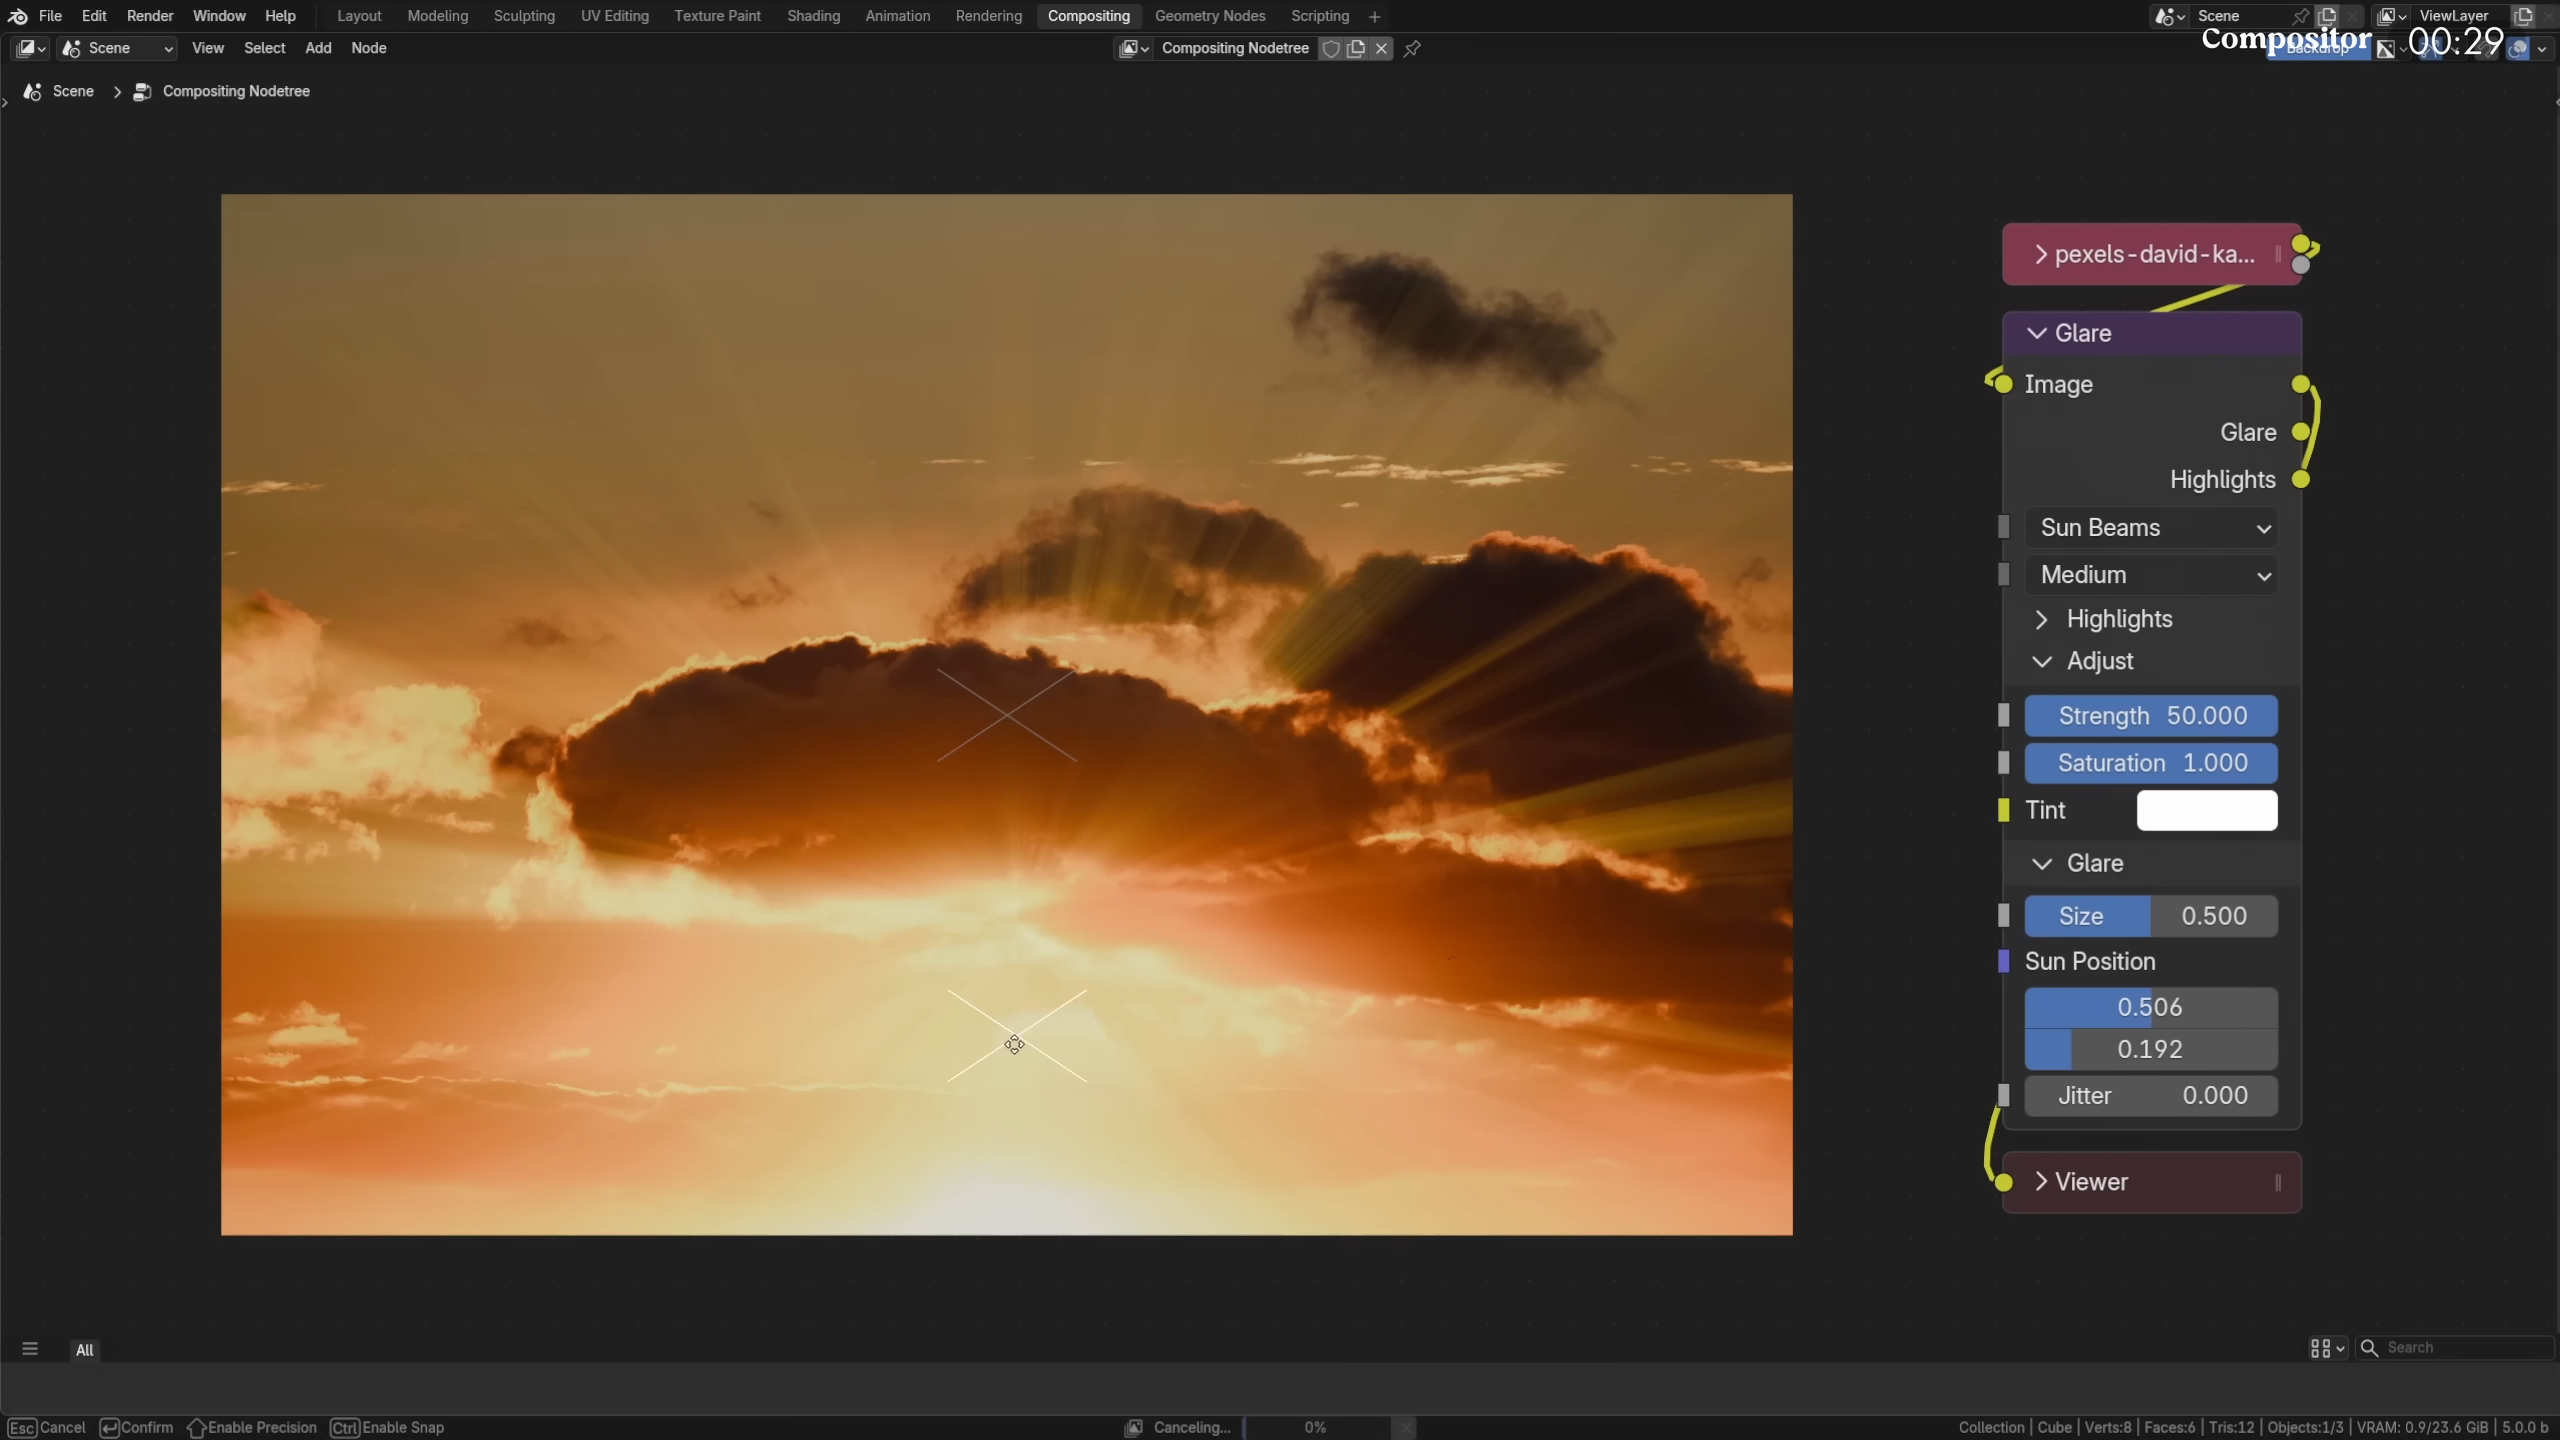 File Edit Render Window Help Layout Modeling Sculpting UV Editing Texture Paint Shading Animation Rendering Compositing Geometry Nodes Scripting + Scene ViewLayer
Scene View Select Add Node Compositing Nodetree Backdrop
Compositor 00:29
Scene > Compositing Nodetree
pexels-david-ka...
Glare
Image
Glare
Highlights
Sun Beams
Medium
Highlights
Adjust
Strength 50.000
Saturation 1.000
Tint
Glare
Size 0.500
Sun Position
0.506
0.192
Jitter 0.000
Viewer
All Search
Esc Cancel Confirm Enable Precision Ctrl Enable Snap Canceling... 0% Collection | Cube | Verts:8 | Faces:6 | Tris:12 | Objects:1/3 | VRAM: 0.9/23.6 GiB | 5.0.0 b